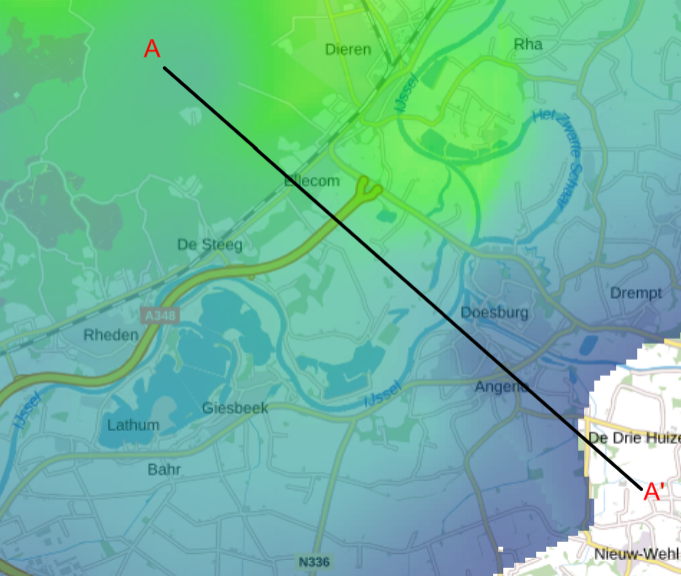 Rha
A
Dieren
IJssel
Het Zwarte Schaar
Ellecom
De Steeg
Drempt
A348
Doesburg
Rheden
Angerlo
IJssel
IJssel
Giesbeek
Lathum
De Drie Huize
Bahr
A'
Nieuw-Wehl
N336